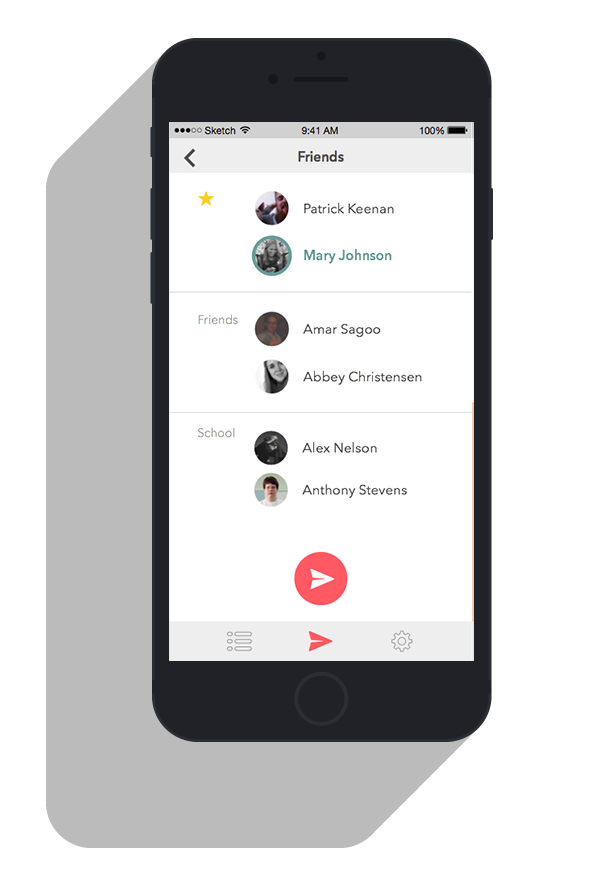 Sketch 9:41 AM 100%
Friends
Patrick Keenan
Mary Johnson
Friends
Amar Sagoo
Abbey Christensen
School
Alex Nelson
Anthony Stevens